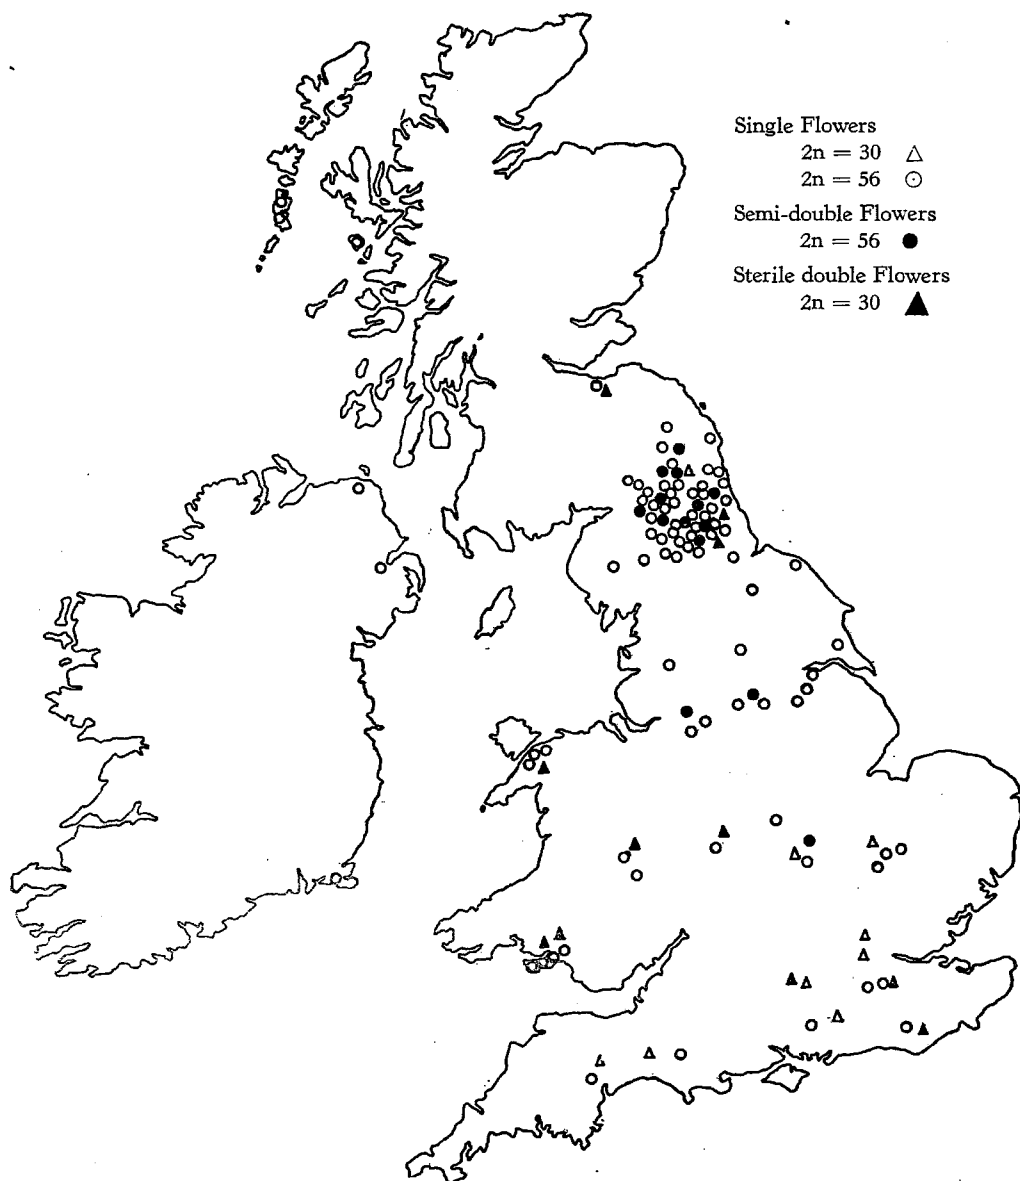 Single Flowers
2n = 30 △
2n = 56 ⊙
Semi-double Flowers
2n = 56 ●
Sterile double Flowers
2n = 30 ▲